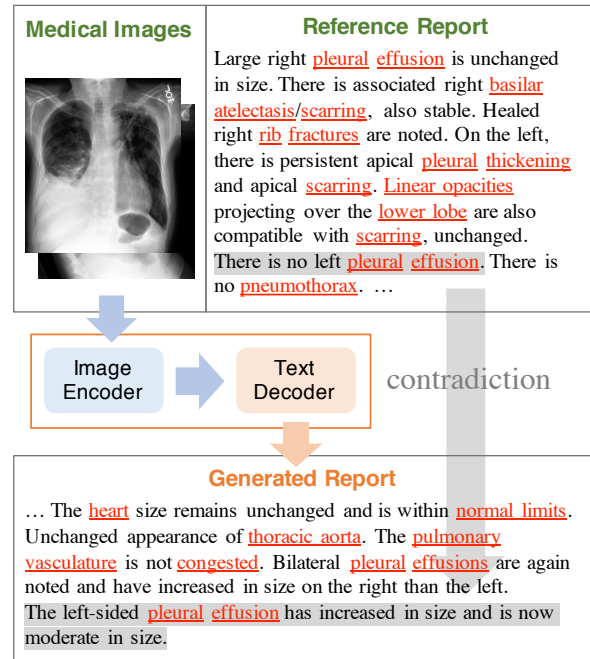 Medical Images
Reference Report
Large right pleural effusion is unchanged
in size. There is associated right basilar
atelectasis/scarring, also stable. Healed
right rib fractures are noted. On the left,
there is persistent apical pleural thickening
and apical scarring. Linear opacities
projecting over the lower lobe are also
compatible with scarring, unchanged.
There is no left pleural effusion. There is
no pneumothorax. …
Image
Encoder
Text
Decoder
contradiction
Generated Report
… The heart size remains unchanged and is within normal limits.
Unchanged appearance of thoracic aorta. The pulmonary
vasculature is not congested. Bilateral pleural effusions are again
noted and have increased in size on the right than the left.
The left-sided pleural effusion has increased in size and is now
moderate in size.